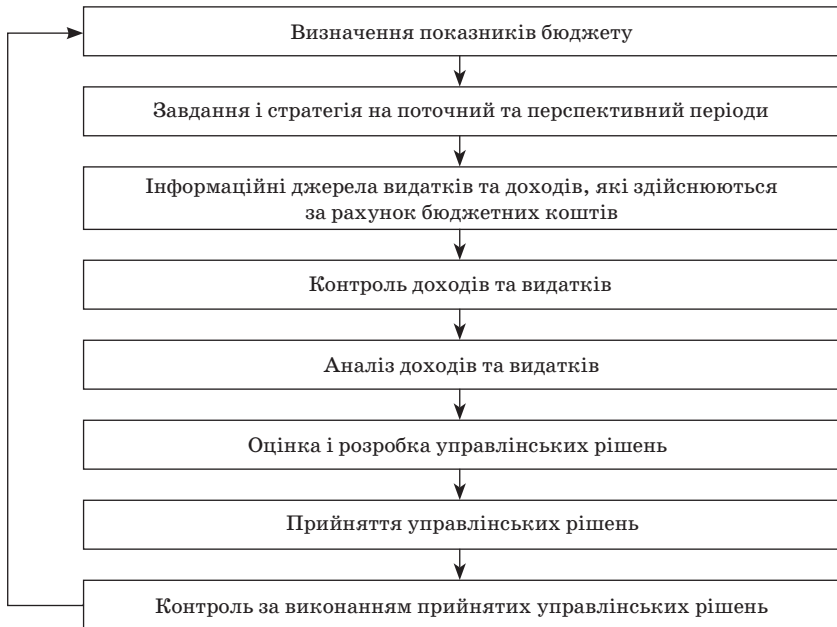 Визначення показників бюджету
Завдання і стратегія на поточний та перспективний періоди
Інформаційні джерела видатків та доходів, які здійснюються
за рахунок бюджетних коштів
Контроль доходів та видатків
Аналіз доходів та видатків
Оцінка і розробка управлінських рішень
Прийняття управлінських рішень
Контроль за виконанням прийнятих управлінських рішень